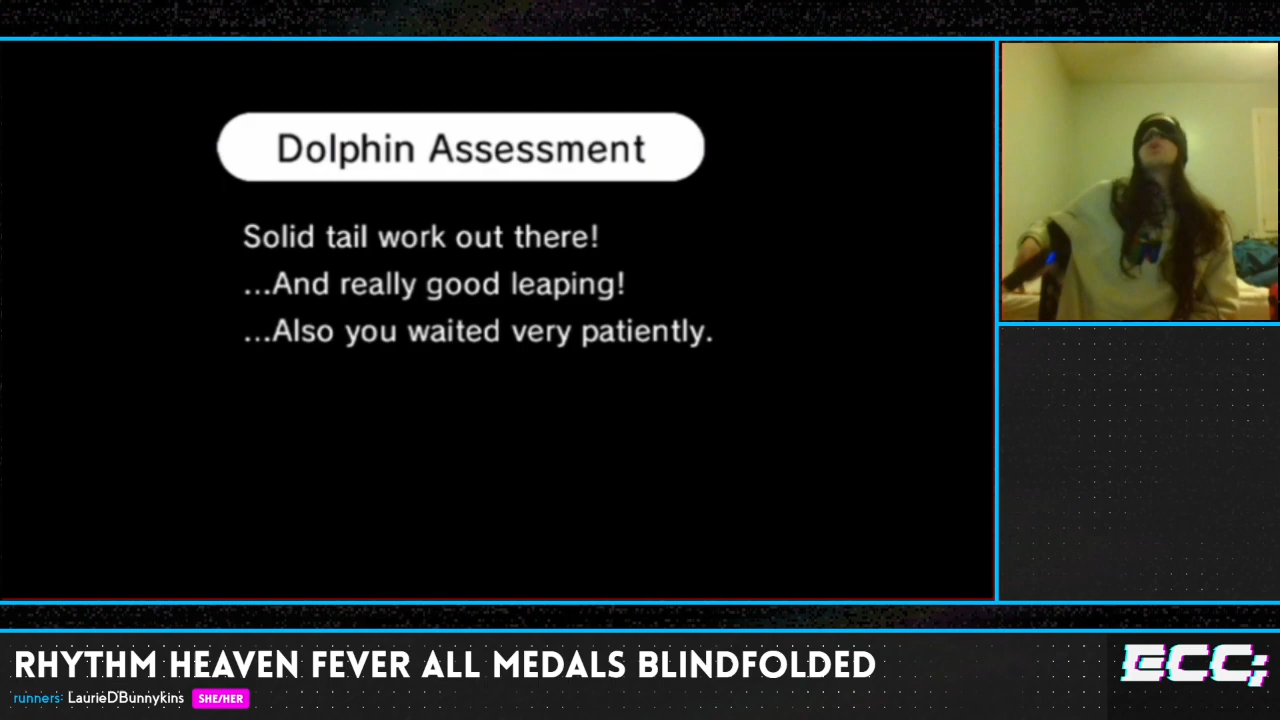 Dolphin Assessment
Solid tail work out there!
...And really good leaping!
...Also you waited very patiently.
RHYTHM HEAVEN FEVER ALL MEDALS BLINDFOLDED
runners: LaurieDBunnykins SHE/HER
ECC;